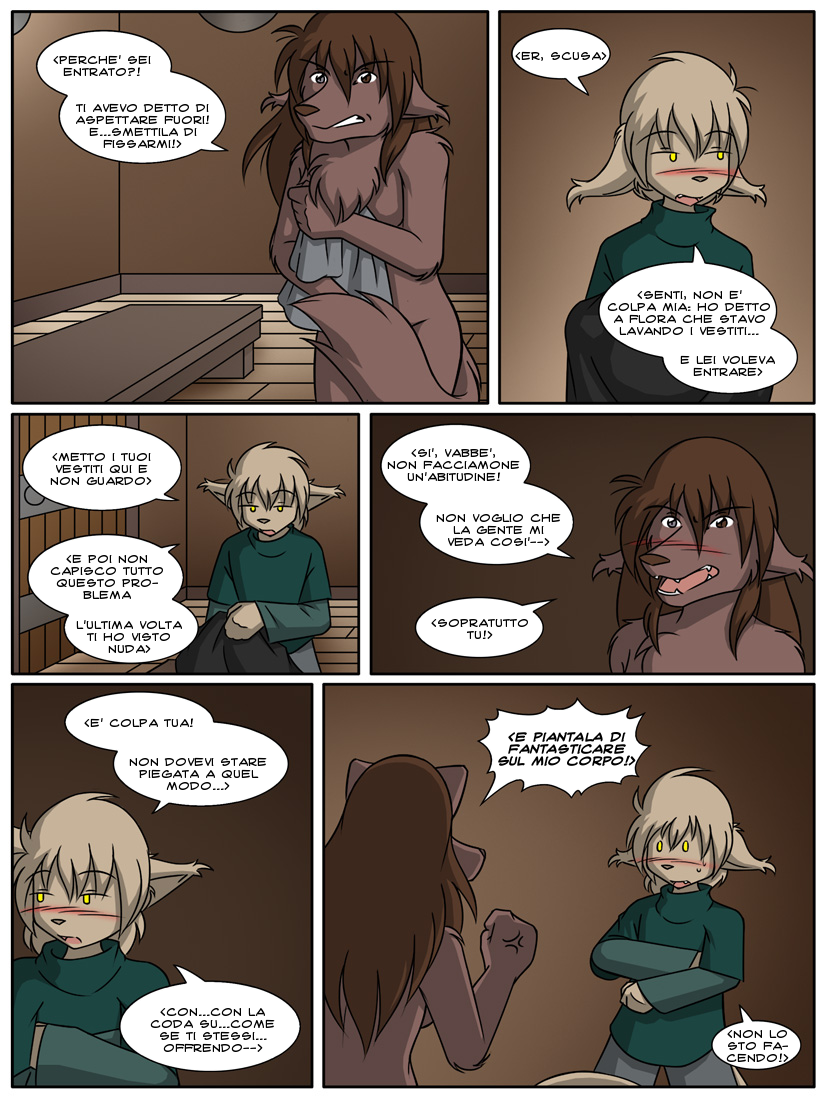 <PERCHE' SEI
ENTRATO?!
TI AVEVO DETTO DI
ASPETTARE FUORI!
E...SMETTILA DI
FISSARMI!>
<ER, SCUSA>
<SENTI, NON E'
COLPA MIA: HO DETTO
A FLORA CHE STAVO
LAVANDO I VESTITI...
E LEI VOLEVA
ENTRARE>
<METTO I TUOI
VESTITI QUI E
NON GUARDO>
<E POI NON
CAPISCO TUTTO
QUESTO PRO-
BLEMA
L'ULTIMA VOLTA
TI HO VISTO
NUDA>
<SI', VABBE',
NON FACCIAMONE
UN'ABITUDINE!
NON VOGLIO CHE
LA GENTE MI
VEDA COSI'-->
<SOPRATUTTO
TU!>
<E' COLPA TUA!
NON DOVEVI STARE
PIEGATA A QUEL
MODO...>
<CON...CON LA
CODA SU...COME
SE TI STESSI...
OFFRENDO-->
<E PIANTALA DI
FANTASTICARE
SUL MIO CORPO!>
<NON LO
STO FA-
CENDO!>